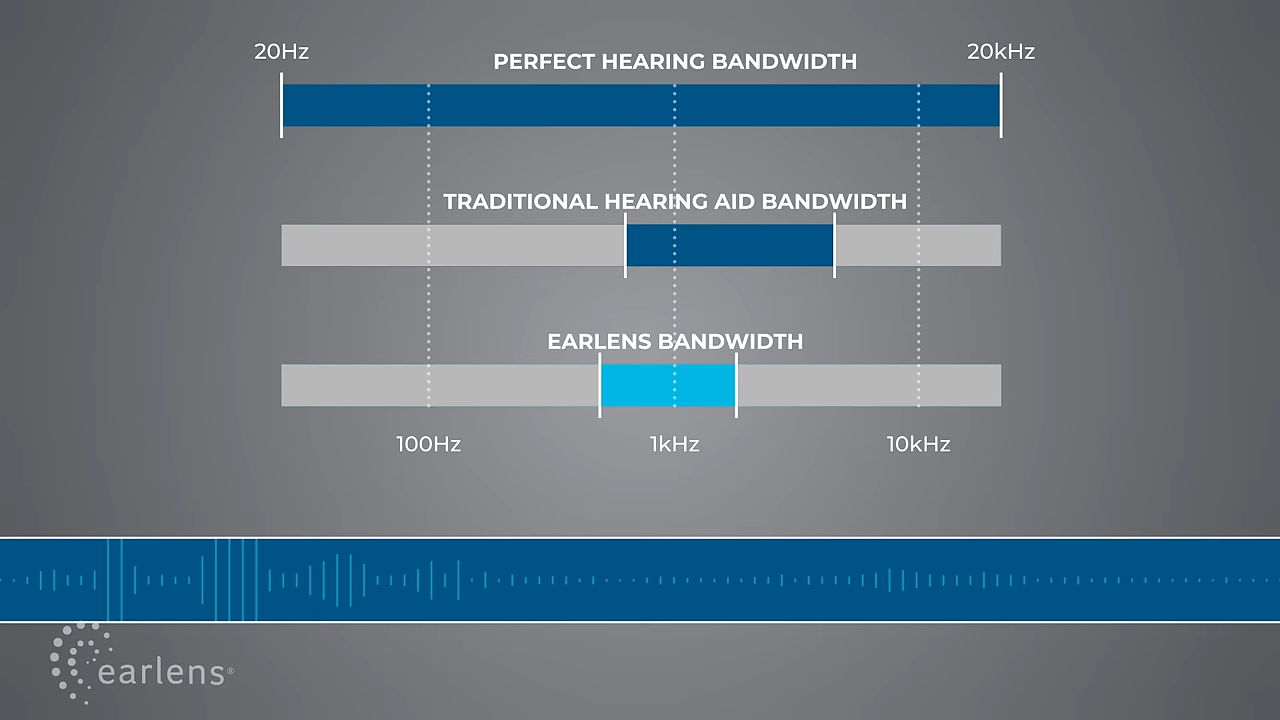 20Hz
PERFECT HEARING BANDWIDTH
20kHz
TRADITIONAL HEARING AID BANDWIDTH
EARLENS BANDWIDTH
100Hz
1kHz
10kHz
earlens®